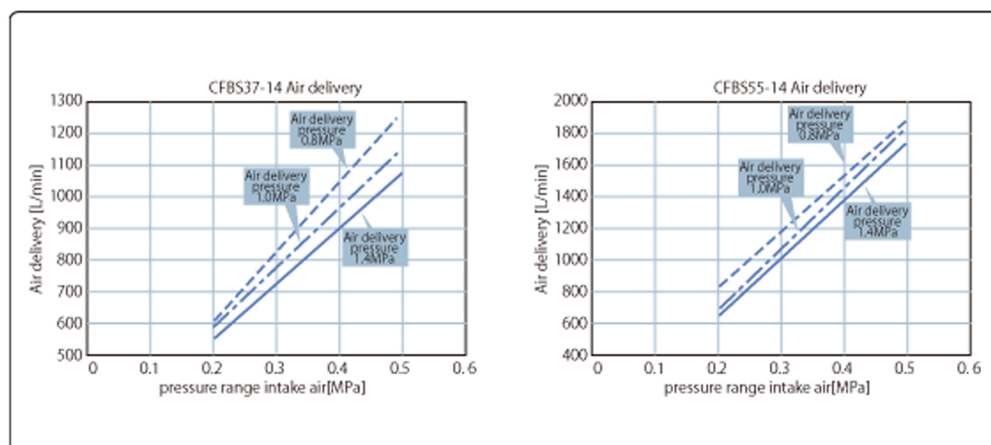 CFBS37-14 Air delivery
1300
1200
1100
1000
900
800
700
600
500
Air delivery [L/min]
Air delivery
pressure
0.8MPa
Air delivery
pressure
1.0MPa
Air delivery
pressure
1.4MPa
0 0.1 0.2 0.3 0.4 0.5 0.6
pressure range intake air[MPa]
CFBS55-14 Air delivery
2000
1800
1600
1400
1200
1000
800
600
400
Air delivery [L/min]
Air delivery
pressure
0.8MPa
Air delivery
pressure
1.0MPa
Air delivery
pressure
1.4MPa
0 0.1 0.2 0.3 0.4 0.5 0.6
pressure range intake air[MPa]